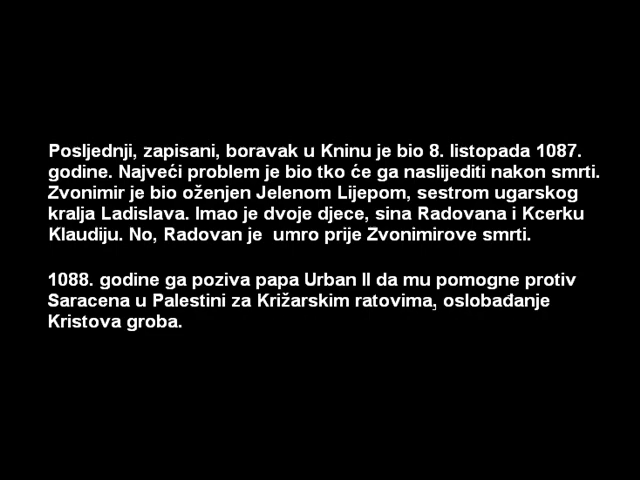 Posljednji, zapisani, boravak u Kninu je bio 8. listopada 1087.
godine. Najveći problem je bio tko će ga naslijediti nakon smrti.
Zvonimir je bio oženjen Jelenom Lijepom, sestrom ugarskog
kralja Ladislava. Imao je dvoje djece, sina Radovana i Kcerku
Klaudiju. No, Radovan je  umro prije Zvonimirove smrti.
1088. godine ga poziva papa Urban II da mu pomogne protiv
Saracena u Palestini za Križarskim ratovima, oslobađanje
Kristova groba.